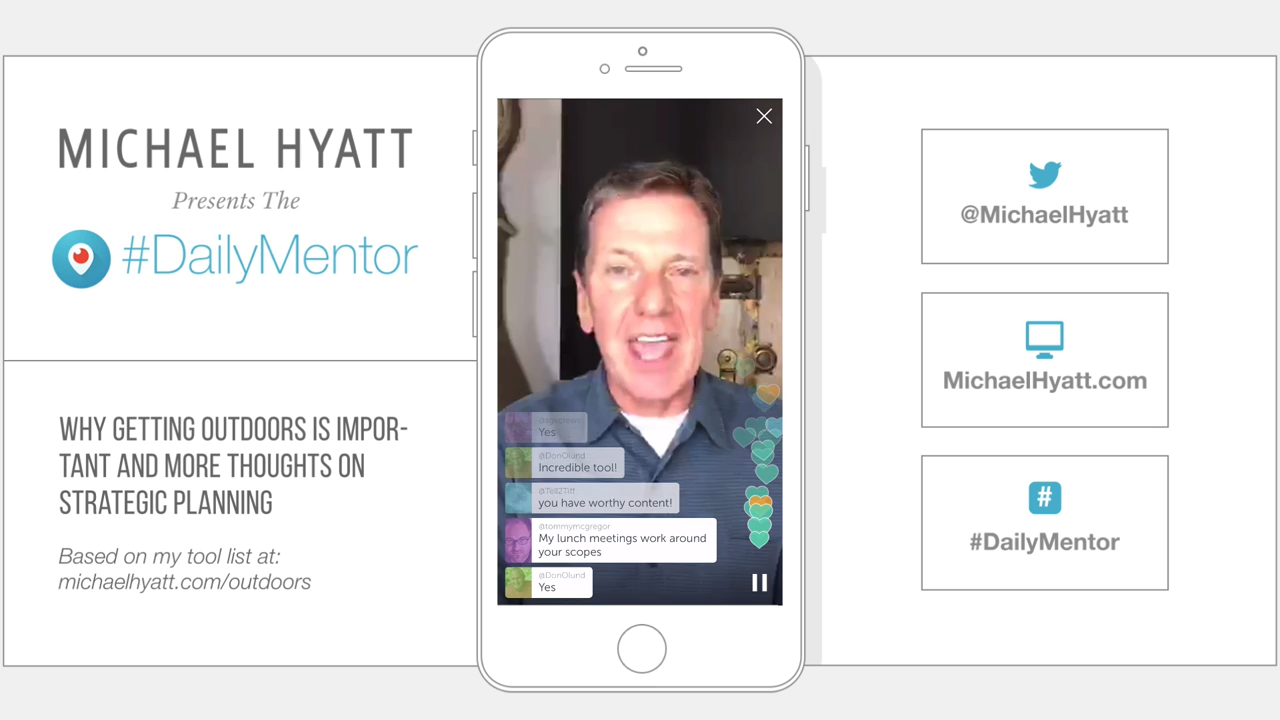 MICHAEL HYATT
Presents The
#DailyMentor
WHY GETTING OUTDOORS IS IMPOR-
TANT AND MORE THOUGHTS ON
STRATEGIC PLANNING
Based on my tool list at:
michaelhyatt.com/outdoors
Yes
@DonOlund
Incredible tool!
@TellZTiff
you have worthy content!
@tommymcgregor
My lunch meetings work around
your scopes
@DonOlund
Yes
@MichaelHyatt
MichaelHyatt.com
#
#DailyMentor